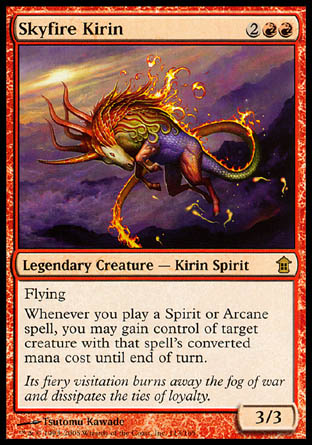 Skyfire Kirin 2
Legendary Creature — Kirin Spirit
Flying
Whenever you play a Spirit or Arcane
spell, you may gain control of target
creature with that spell's converted
mana cost until end of turn.
Its fiery visitation burns away the fog of war
and dissipates the ties of loyalty.
Tsutomu Kawade
3/3